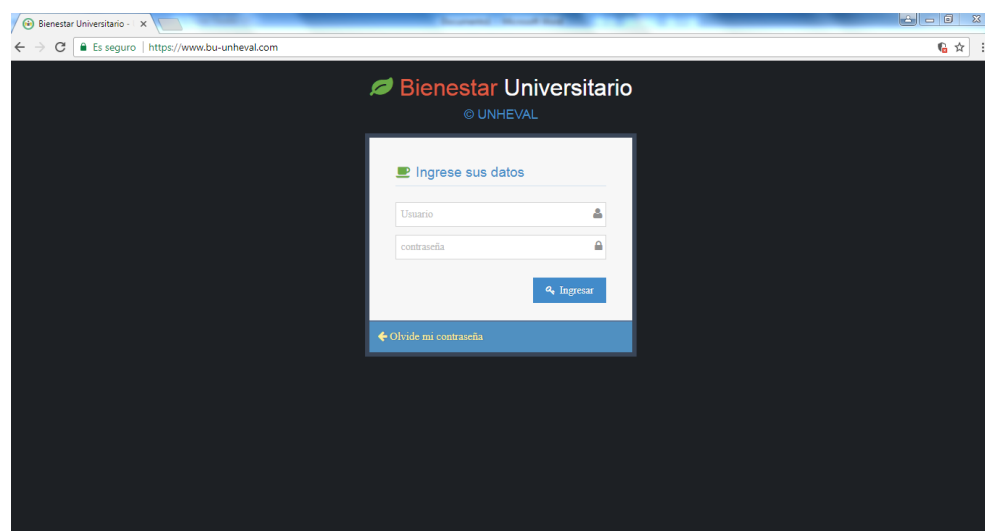 Bienestar Universitario -
Es seguro | https://www.bu-unheval.com
Bienestar Universitario
© UNHEVAL
Ingrese sus datos
Usuario
contraseña
Ingresar
Olvide mi contraseña